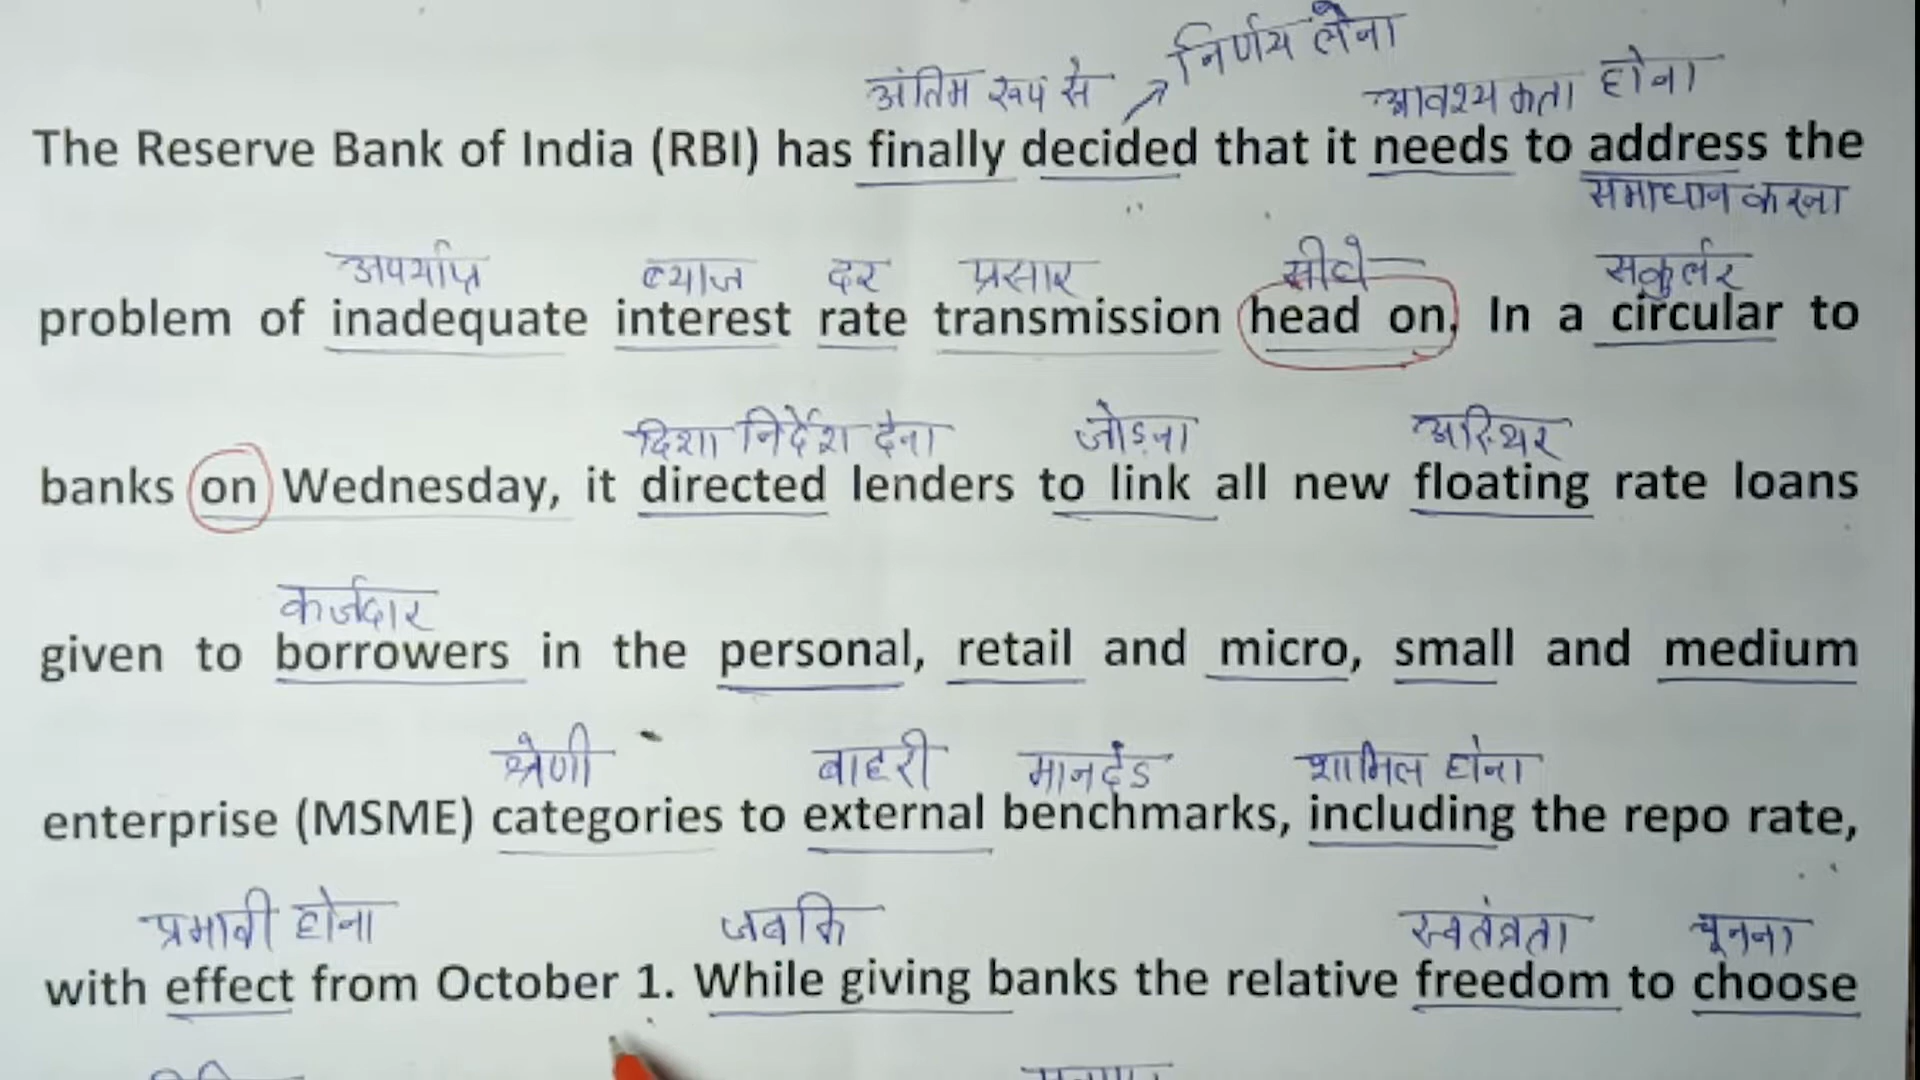 निर्णय लेना
अंतिम रूप से आवश्यकता होना
The Reserve Bank of India (RBI) has finally decided that it needs to address the
समाधान करना
अपर्याप्त ब्याज दर प्रसार सीधे सर्कुलर
problem of inadequate interest rate transmission head on. In a circular to
दिशा निर्देश देना जोड़ना अस्थिर
banks on Wednesday, it directed lenders to link all new floating rate loans
कर्जदार
given to borrowers in the personal, retail and micro, small and medium
श्रेणी बाहरी मानदंड शामिल होना
enterprise (MSME) categories to external benchmarks, including the repo rate,
प्रभावी होना जबकि स्वतंत्रता चूनना
with effect from October 1. While giving banks the relative freedom to choose